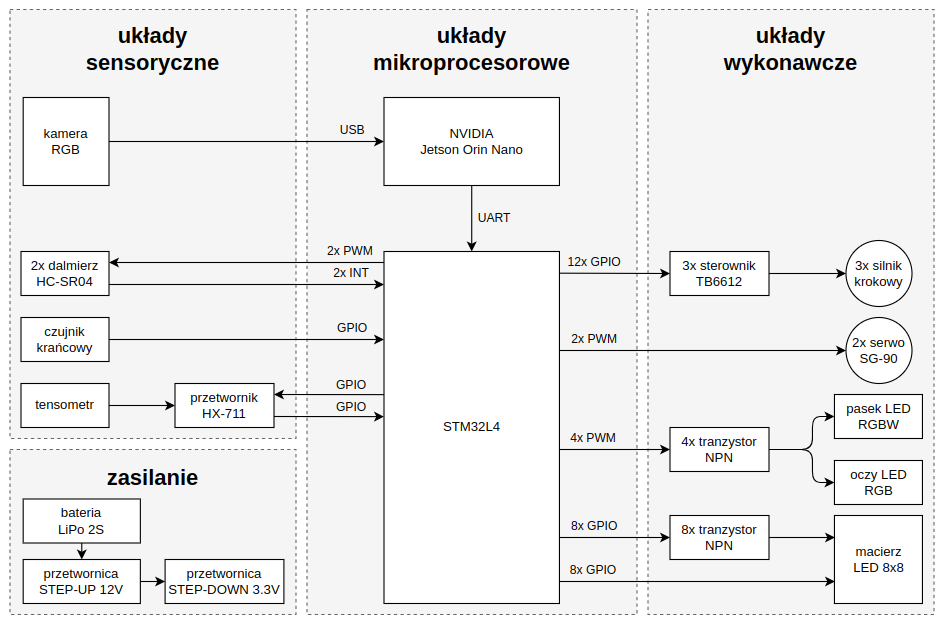 układy
sensoryczne
kamera
RGB
2x dalmierz
HC-SR04
czujnik
krańcowy
tensometr
przetwornik
HX-711
zasilanie
bateria
LiPo 2S
przetwornica
STEP-UP 12V
przetwornica
STEP-DOWN 3.3V
układy
mikroprocesorowe
USB
NVIDIA
Jetson Orin Nano
UART
2x PWM
2x INT
GPIO
GPIO
GPIO
STM32L4
12x GPIO
2x PWM
4x PWM
8x GPIO
8x GPIO
układy
wykonawcze
3x sterownik
TB6612
3x silnik
krokowy
2x serwo
SG-90
4x tranzystor
NPN
pasek LED
RGBW
oczy LED
RGB
8x tranzystor
NPN
macierz
LED 8x8